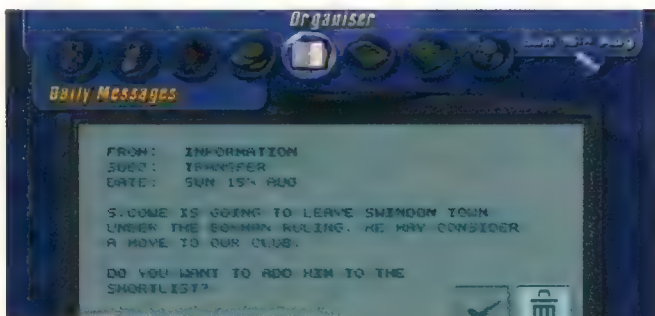 Organiser
Daily Messages
FROM: INFORMATION
SUBJ: TRANSFER
DATE: SUN 15th AUG
S.COWE IS GOING TO LEAVE SWINDON TOWN
UNDER THE BOSMAN RULING. HE MAY CONSIDER
A MOVE TO OUR CLUB.
DO YOU WANT TO ADD HIM TO THE
SHORTLIST?